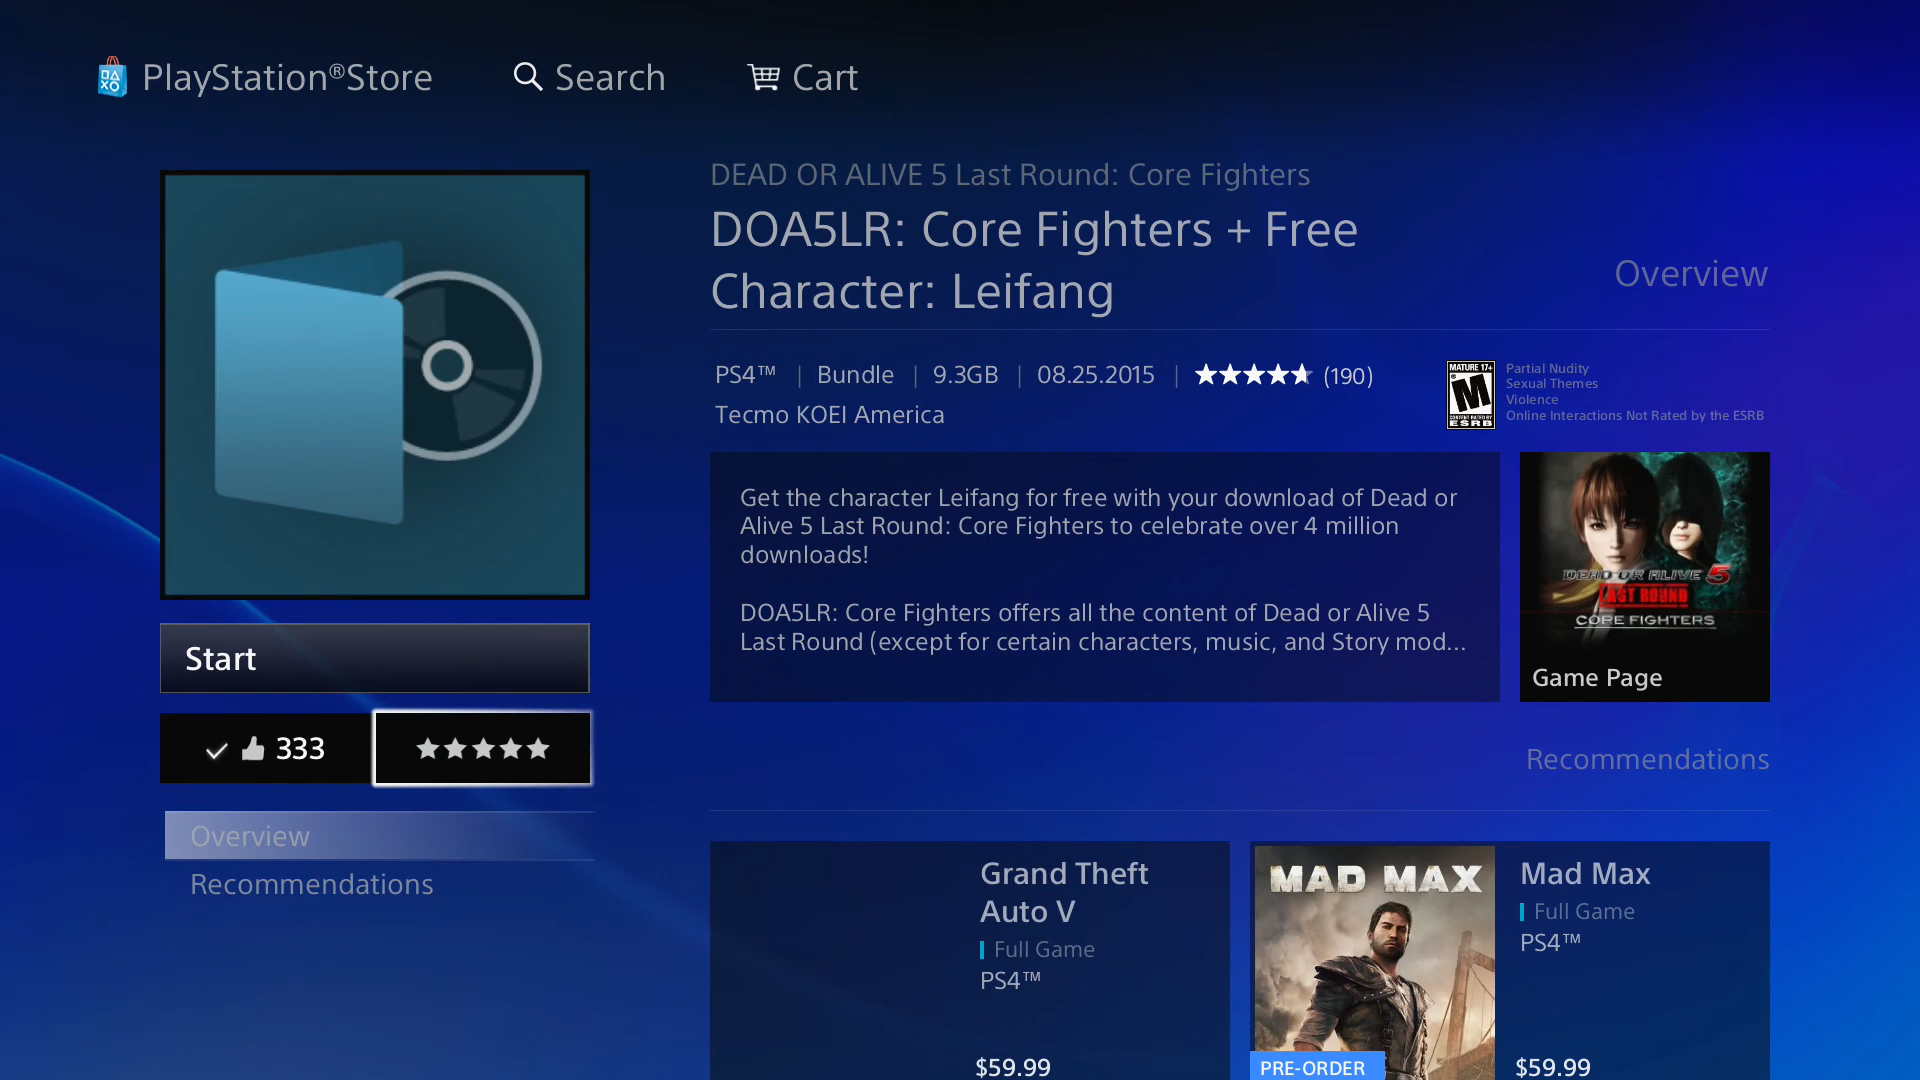 PlayStation®Store
Search
Cart
DEAD OR ALIVE 5 Last Round: Core Fighters
DOA5LR: Core Fighters + Free
Character: Leifang
Overview
PS4™ | Bundle | 9.3GB | 08.25.2015 | ★★★★★ (190)
Tecmo KOEI America
MATURE 17+
M
CONTENT RATED BY
ESRB
Partial Nudity
Sexual Themes
Violence
Online Interactions Not Rated by the ESRB
Get the character Leifang for free with your download of Dead or
Alive 5 Last Round: Core Fighters to celebrate over 4 million
downloads!
DOA5LR: Core Fighters offers all the content of Dead or Alive 5
Last Round (except for certain characters, music, and Story mod...
DEAD OR ALIVE 5
LAST ROUND
CORE FIGHTERS
Game Page
Start
333
Overview
Recommendations
Recommendations
Grand Theft
Auto V
Full Game
PS4™
$59.99
MAD MAX
PRE-ORDER
Mad Max
Full Game
PS4™
$59.99